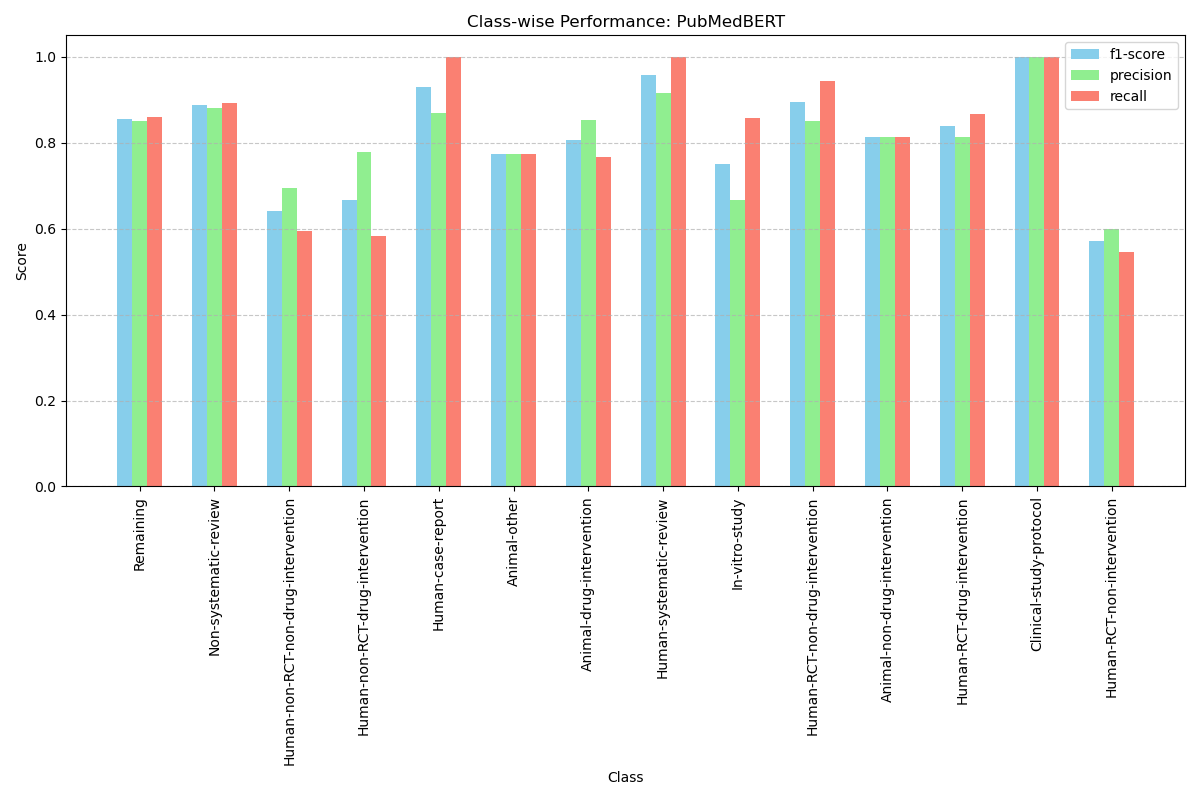 Class-wise Performance: PubMedBERT
f1-score
precision
recall
Score
1.0
0.8
0.6
0.4
0.2
0.0
Remaining
Non-systematic-review
Human-non-RCT-non-drug-intervention
Human-non-RCT-drug-intervention
Human-case-report
Animal-other
Animal-drug-intervention
Human-systematic-review
In-vitro-study
Human-RCT-non-drug-intervention
Animal-non-drug-intervention
Human-RCT-drug-intervention
Clinical-study-protocol
Human-RCT-non-intervention
Class